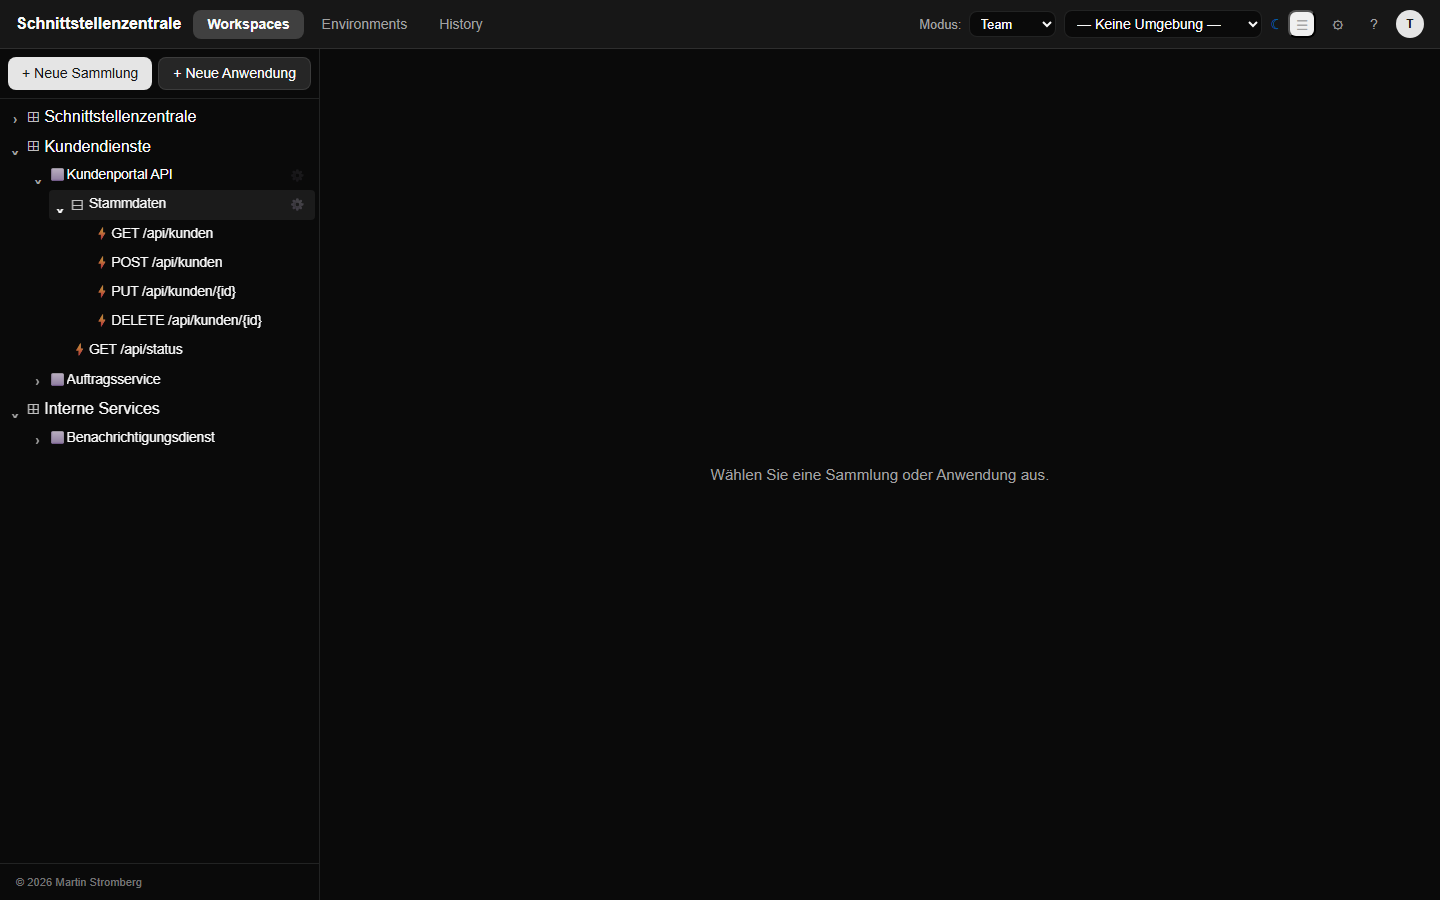 Schnittstellenzentrale Workspaces Environments History Modus: Team — Keine Umgebung — ? T
+ Neue Sammlung + Neue Anwendung
Schnittstellenzentrale
Kundendienste
Kundenportal API
Stammdaten
GET /api/kunden
POST /api/kunden
PUT /api/kunden/{id}
DELETE /api/kunden/{id}
GET /api/status
Auftragsservice
Interne Services
Benachrichtigungsdienst
Wählen Sie eine Sammlung oder Anwendung aus.
© 2026 Martin Stromberg